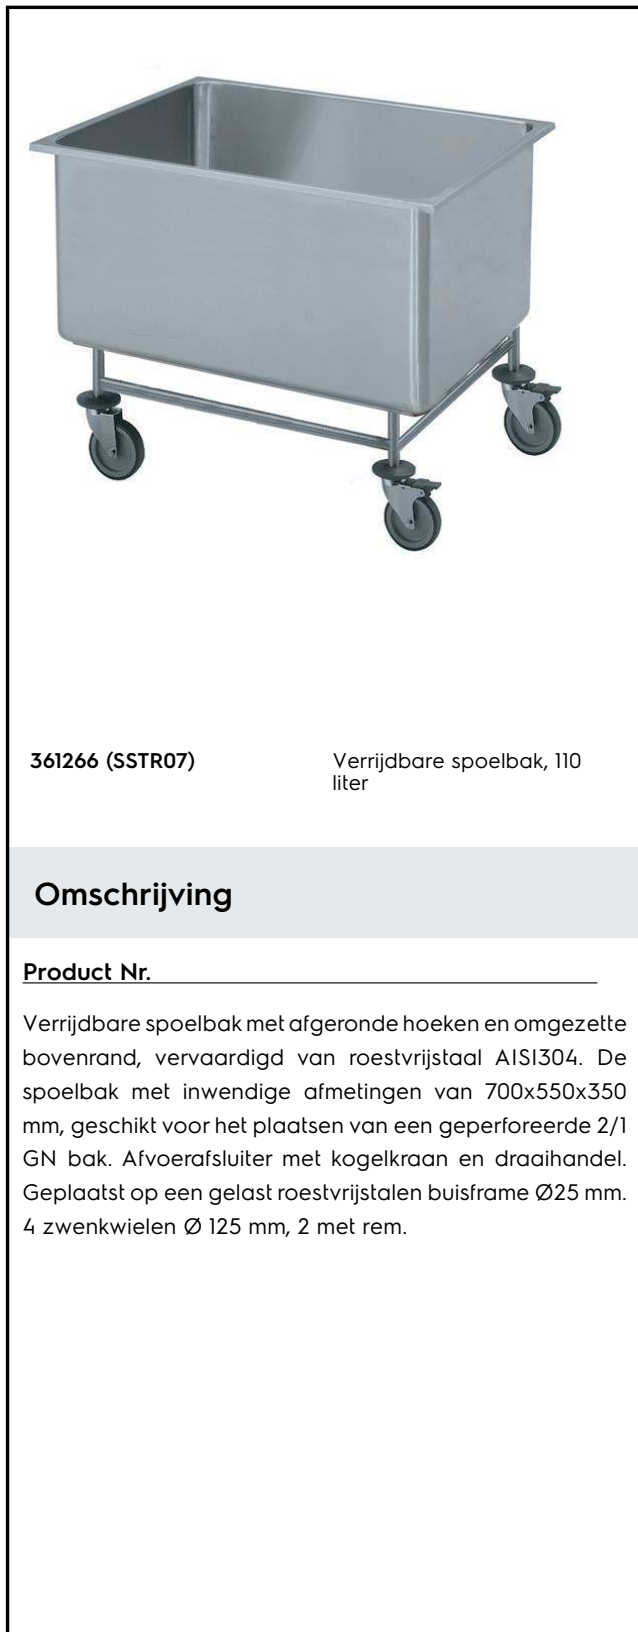 361266 (SSTR07)
Verrijdbare spoelbak, 110
liter
Omschrijving
Product Nr.
Verrijdbare spoelbak met afgeronde hoeken en omgezette
bovenrand, vervaardigd van roestvrijstaal AISI304. De
spoelbak met inwendige afmetingen van 700x550x350
mm, geschikt voor het plaatsen van een geperforeerde 2/1
GN bak. Afvoerafsluiter met kogelkraan en draaihandel.
Geplaatst op een gelast roestvrijstalen buisframe Ø25 mm.
4 zwenkwielen Ø 125 mm, 2 met rem.